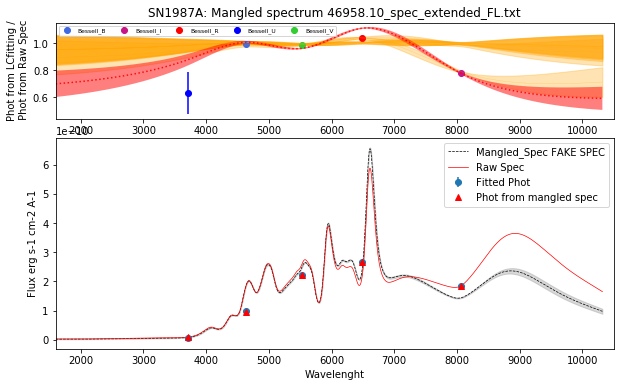 SN1987A: Mangled spectrum 46958.10_spec_extended_FL.txt
Phot from LCfitting /
Phot from Raw Spec
1.0
0.8
0.6
Bessell_B
Bessell_I
Bessell_R
Bessell_U
Bessell_V
2000 3000 4000 5000 6000 7000 8000 9000 10000
1e-10
Flux erg s-1 cm-2 A-1
6
5
4
3
2
1
0
Mangled_Spec FAKE SPEC
Raw Spec
Fitted Phot
Phot from mangled spec
2000 3000 4000 5000 6000 7000 8000 9000 10000
Wavelenght